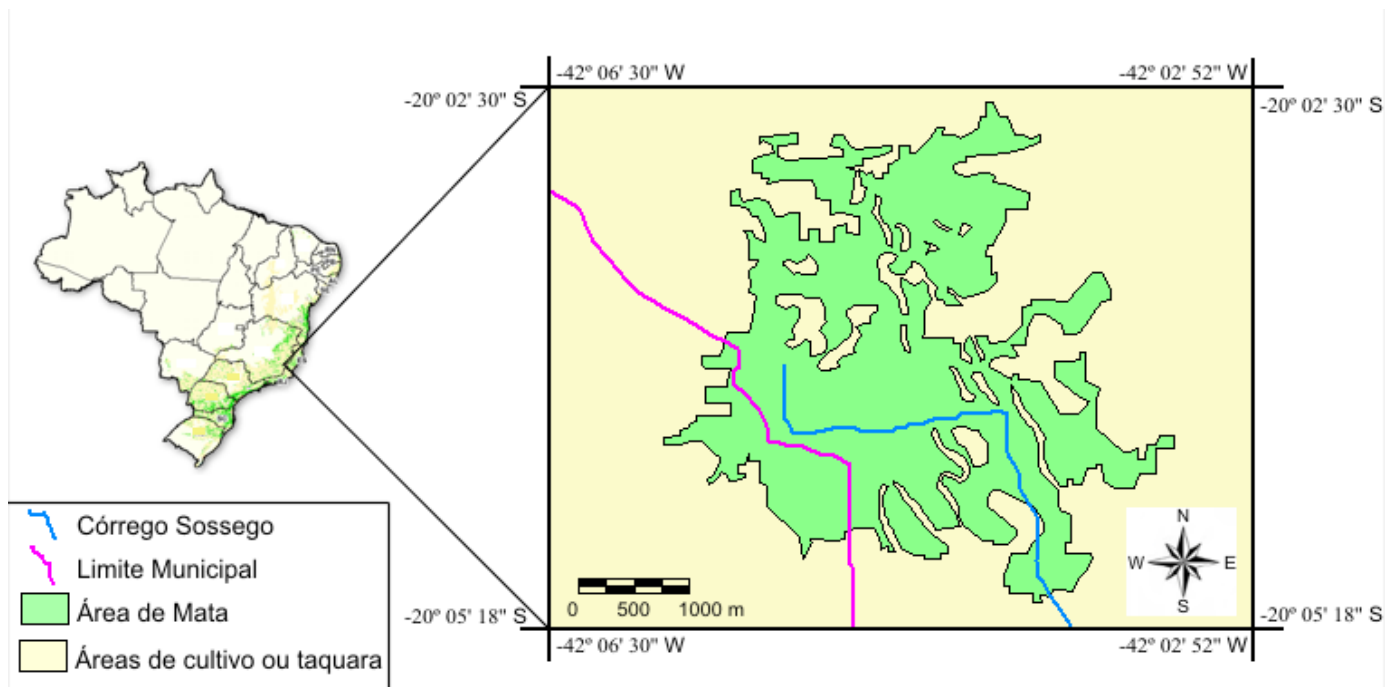 -42º 06' 30" W
-42º 02' 52" W
-20º 02' 30" S
-20º 02' 30" S
Córrego Sossego
Limite Municipal
Área de Mata
Áreas de cultivo ou taquara
0 500 1000 m
N
W E
S
-20º 05' 18" S
-20º 05' 18" S
-42º 06' 30" W
-42º 02' 52" W